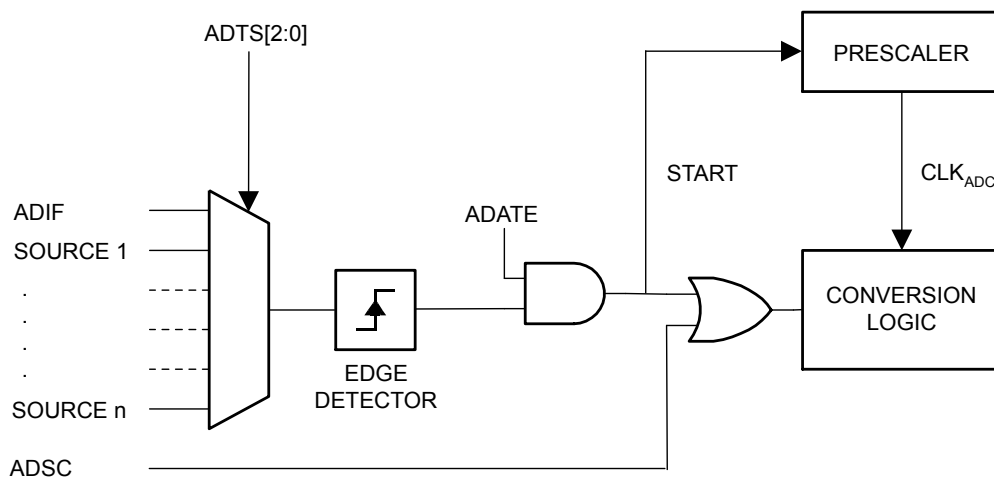 ADTS[2:0]
PRESCALER
START
CLKADC
ADIF
ADATE
SOURCE 1
.
.
.
.
CONVERSION
LOGIC
EDGE
DETECTOR
SOURCE n
ADSC